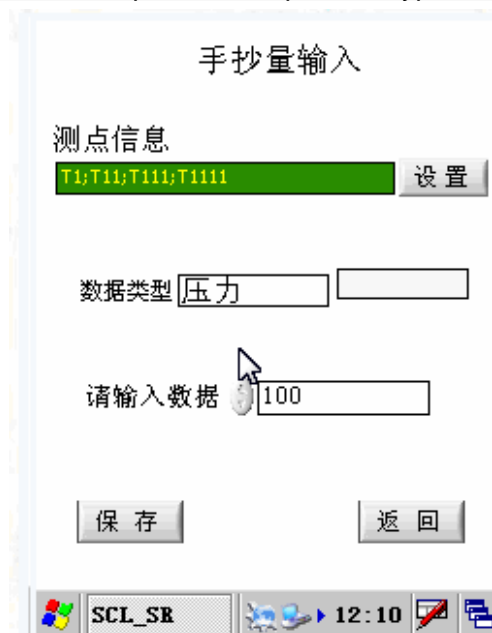 手抄量输入
测点信息
T1;T11;T111;T1111
设置
数据类型 压力
请输入数据 100
保存 返回
SCL_SR 12:10